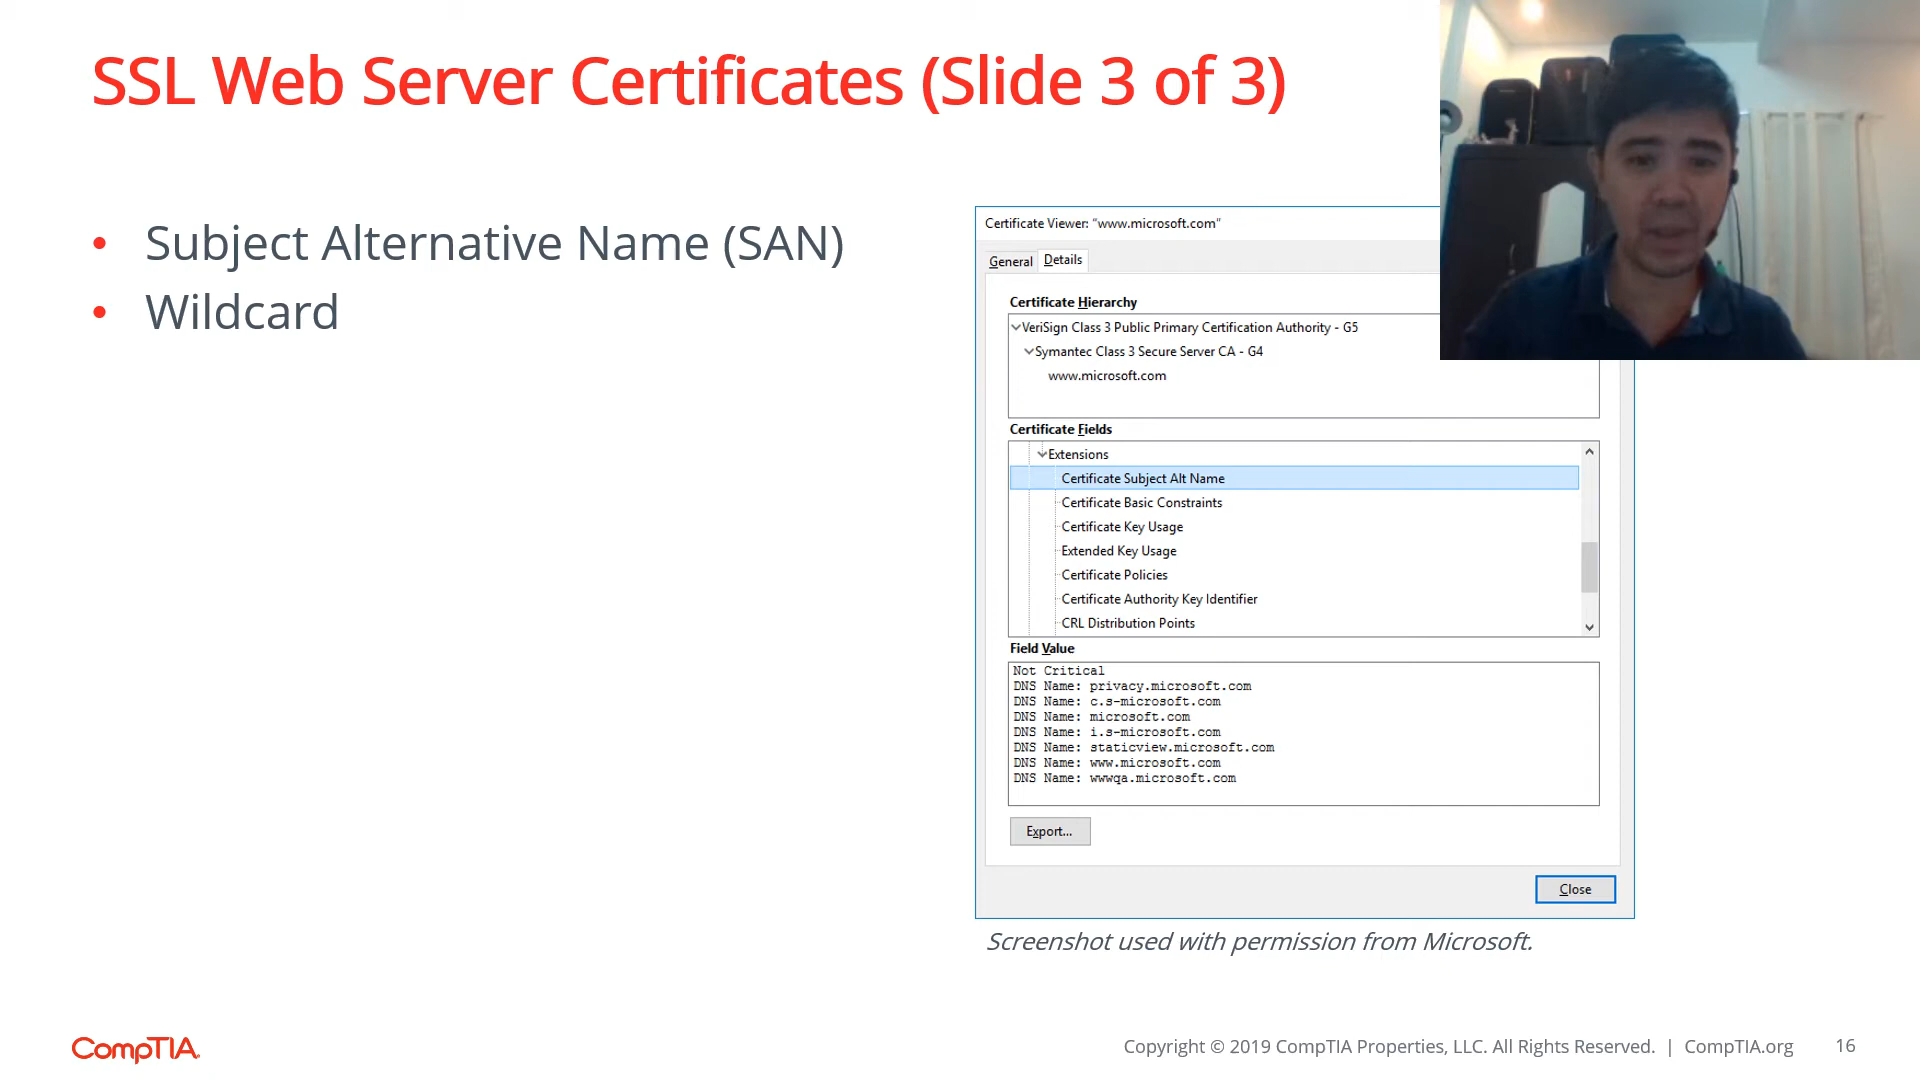 SSL Web Server Certificates (Slide 3 of 3)
• Subject Alternative Name (SAN)
• Wildcard
Certificate Viewer: "www.microsoft.com"
General Details
Certificate Hierarchy
VeriSign Class 3 Public Primary Certification Authority - G5
Symantec Class 3 Secure Server CA - G4
www.microsoft.com
Certificate Fields
Extensions
Certificate Subject Alt Name
Certificate Basic Constraints
Certificate Key Usage
Extended Key Usage
Certificate Policies
Certificate Authority Key Identifier
CRL Distribution Points
Field Value
Not Critical
DNS Name: privacy.microsoft.com
DNS Name: c.s-microsoft.com
DNS Name: microsoft.com
DNS Name: i.s-microsoft.com
DNS Name: staticview.microsoft.com
DNS Name: www.microsoft.com
DNS Name: wwwqa.microsoft.com
Export...
Close
Screenshot used with permission from Microsoft.
CompTIA.
Copyright © 2019 CompTIA Properties, LLC. All Rights Reserved. | CompTIA.org 16